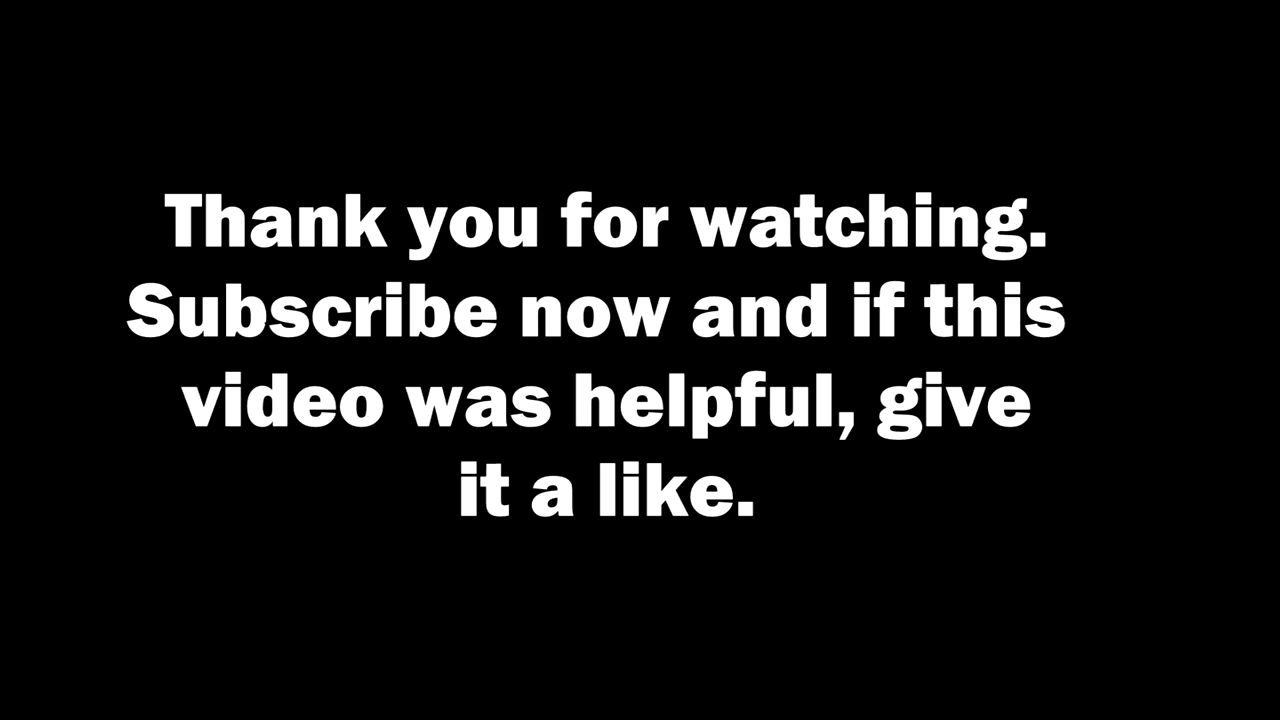 Thank you for watching.
Subscribe now and if this
video was helpful, give
it a like.